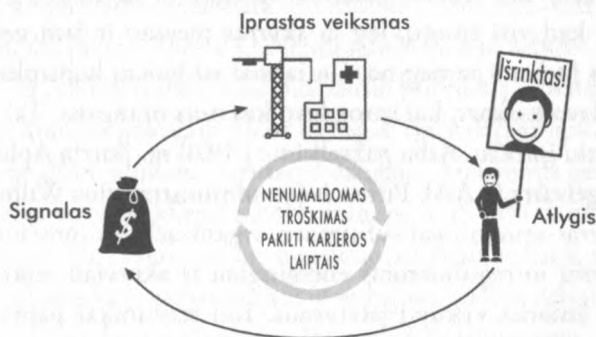 Įprastas veiksmas
Išrinktas!
Signalas
$
NENUMALDOMAS
TROŠKIMAS
PAKILTI KARJEROS
LAIPTAIS
Atlygis